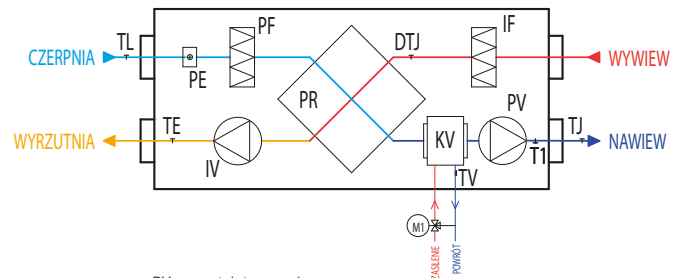 TL
PF
DTJ
IF
CZERPNIA
WYWIEW
PE
PR
PV
TE
TJ
WYRZUTNIA
KV
NAWIEW
IV
T1
TV
M1
ZASILENIE
POWRÓT